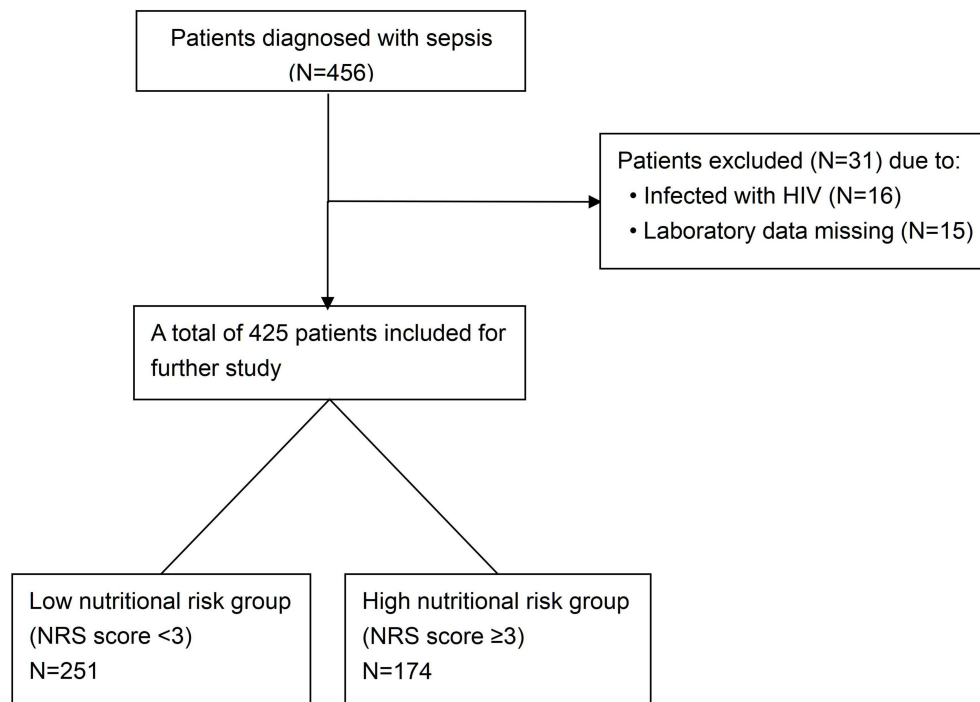 Patients diagnosed with sepsis
(N=456)
Patients excluded (N=31) due to:
• Infected with HIV (N=16)
• Laboratory data missing (N=15)
A total of 425 patients included for
further study
Low nutritional risk group
(NRS score <3)
N=251
High nutritional risk group
(NRS score ≥3)
N=174